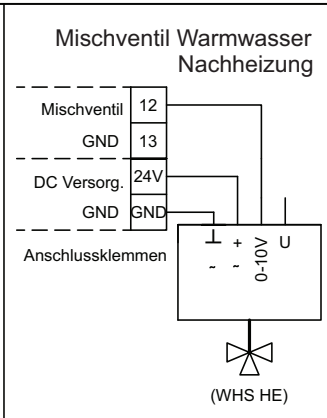 Mischventil Warmwasser
Nachheizung
Mischventil 12
GND 13
DC Versorg. 24V
GND GND
Anschlussklemmen
⊥ + 0-10V U
~ ~
(WHS HE)